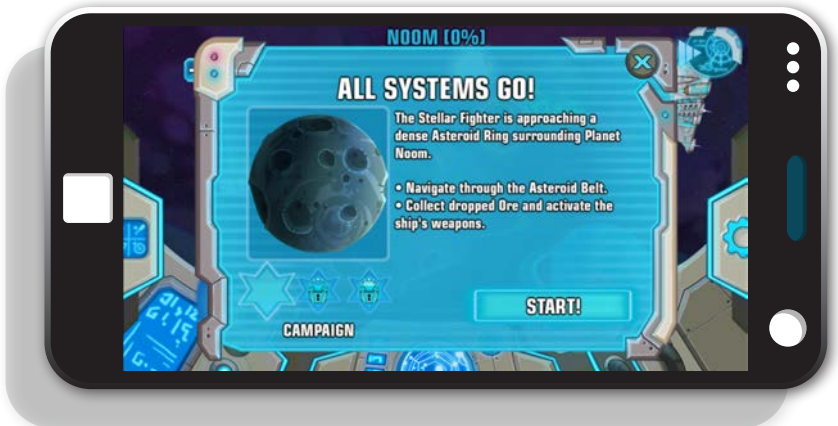 NOOM [0%]
ALL SYSTEMS GO!
The Stellar Fighter is approaching a
dense Asteroid Ring surrounding Planet
Noom.
• Navigate through the Asteroid Belt.
• Collect dropped Ore and activate the
ship's weapons.
START!
CAMPAIGN